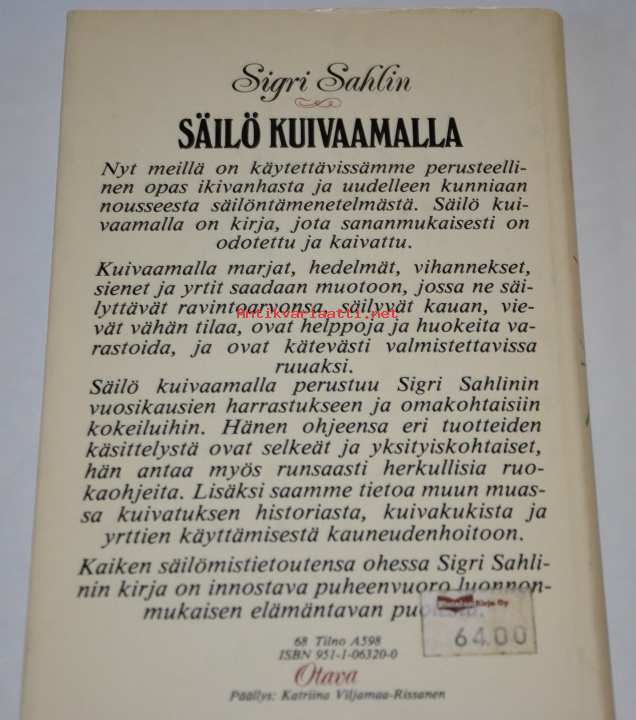 Sigri Sahlin
SÄILÖ KUIVAAMALLA
Nyt meillä on käytettävissämme perusteelli-
nen opas ikivanhasta ja uudelleen kunniaan
nousseesta säilöntämenetelmästä. Säilö kui-
vaamalla on kirja, jota sananmukaisesti on
odotettu ja kaivattu.
Kuivaamalla marjat, hedelmät, vihannekset,
sienet ja yrtit saadaan muotoon, jossa ne säi-
lyttävät ravintoarvonsa, säilyvät kauan, vie-
Antikvariaatti.net
vät vähän tilaa, ovat helppoja ja huokeita va-
rastoida, ja ovat kätevästi valmistettavissa
ruuaksi.
Säilö kuivaamalla perustuu Sigri Sahlinin
vuosikausien harrastukseen ja omakohtaisiin
kokeiluihin. Hänen ohjeensa eri tuotteiden
käsittelystä ovat selkeät ja yksityiskohtaiset,
hän antaa myös runsaasti herkullisia ruo-
kaohjeita. Lisäksi saamme tietoa muun muas-
sa kuivatuksen historiasta, kuivakukista ja
yrttien käyttämisestä kauneudenhoitoon.
Kaiken säilömistietoutensa ohessa Sigri Sahli-
nin kirja on innostava puheenvuoro luonnon-
mukaisen elämäntavan
Kirja Oy
64.00
68 Tilno A598
ISBN 951-1-06320-0
Otava
Päällys: Katriina Viljamaa-Rissanen